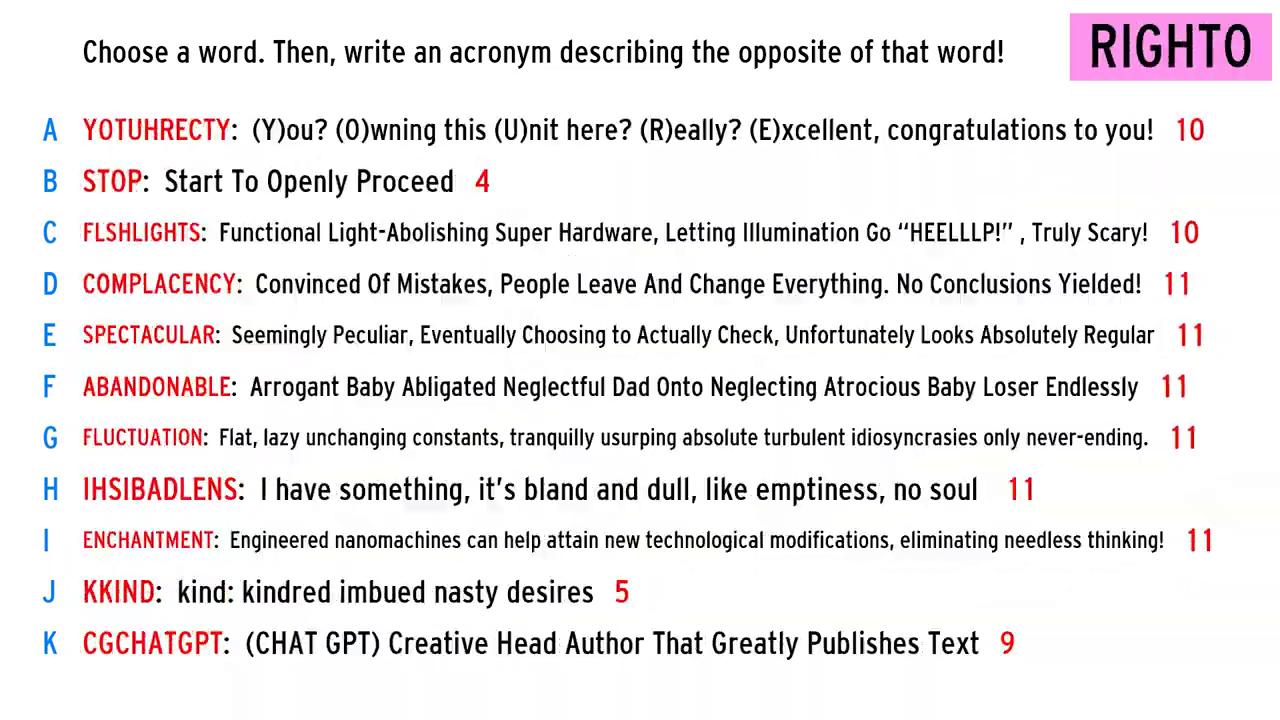 Choose a word. Then, write an acronym describing the opposite of that word!
RIGHTO
A YOTUHRECTY: (Y)ou? (O)wning this (U)nit here? (R)eally? (E)xcellent, congratulations to you! 10
B STOP: Start To Openly Proceed 4
C FLSHLIGHTS: Functional Light-Abolishing Super Hardware, Letting Illumination Go “HEELLLP!” , Truly Scary! 10
D COMPLACENCY: Convinced Of Mistakes, People Leave And Change Everything. No Conclusions Yielded! 11
E SPECTACULAR: Seemingly Peculiar, Eventually Choosing to Actually Check, Unfortunately Looks Absolutely Regular 11
F ABANDONABLE: Arrogant Baby Abligated Neglectful Dad Onto Neglecting Atrocious Baby Loser Endlessly 11
G FLUCTUATION: Flat, lazy unchanging constants, tranquilly usurping absolute turbulent idiosyncrasies only never-ending. 11
H IHSIBADLENS: I have something, it’s bland and dull, like emptiness, no soul 11
I ENCHANTMENT: Engineered nanomachines can help attain new technological modifications, eliminating needless thinking! 11
J KKIND: kind: kindred imbued nasty desires 5
K CGCHATGPT: (CHAT GPT) Creative Head Author That Greatly Publishes Text 9